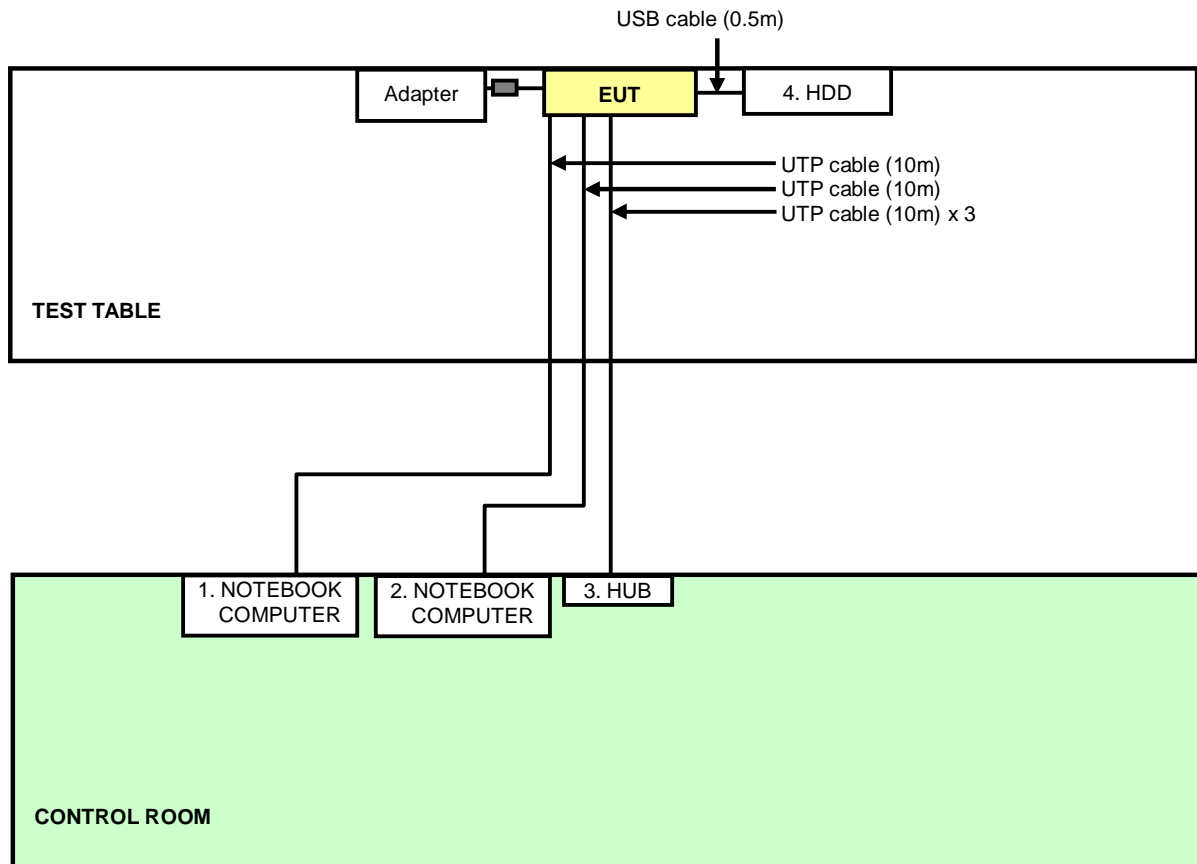 USB cable (0.5m)
Adapter
EUT
4. HDD
UTP cable (10m)
UTP cable (10m)
UTP cable (10m) x 3
TEST TABLE
1. NOTEBOOK
COMPUTER
2. NOTEBOOK
COMPUTER
3. HUB
CONTROL ROOM